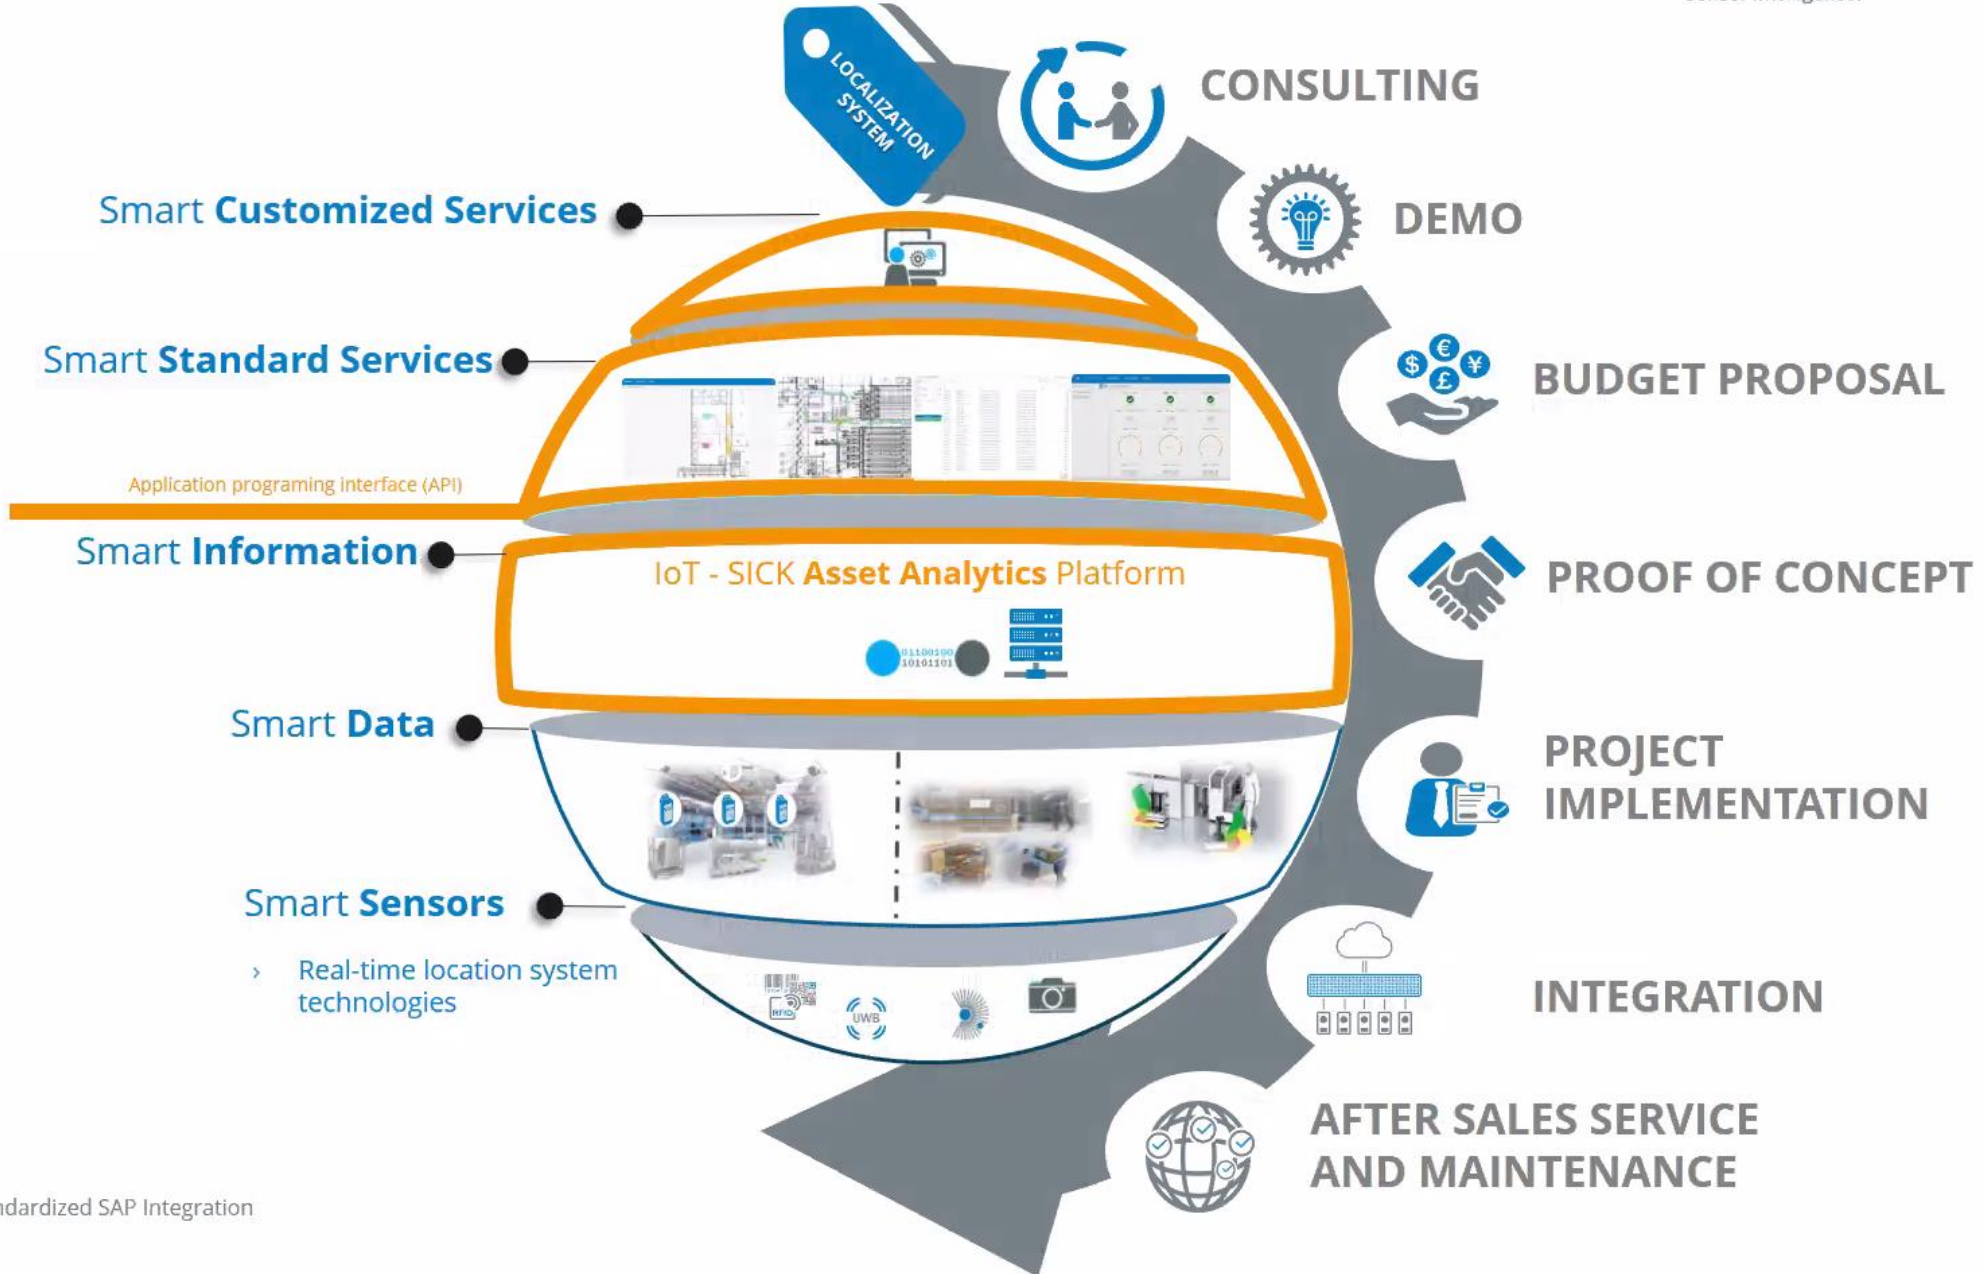 LOCALIZATION
SYSTEM
CONSULTING
DEMO
BUDGET PROPOSAL
PROOF OF CONCEPT
PROJECT
IMPLEMENTATION
INTEGRATION
AFTER SALES SERVICE
AND MAINTENANCE
Smart Customized Services
Smart Standard Services
Application programing interface (API)
Smart Information
IoT - SICK Asset Analytics Platform
01100100
10101101
Smart Data
Smart Sensors
› Real-time location system
technologies
RFID
UWB
$ € £ ¥
SAP Integration